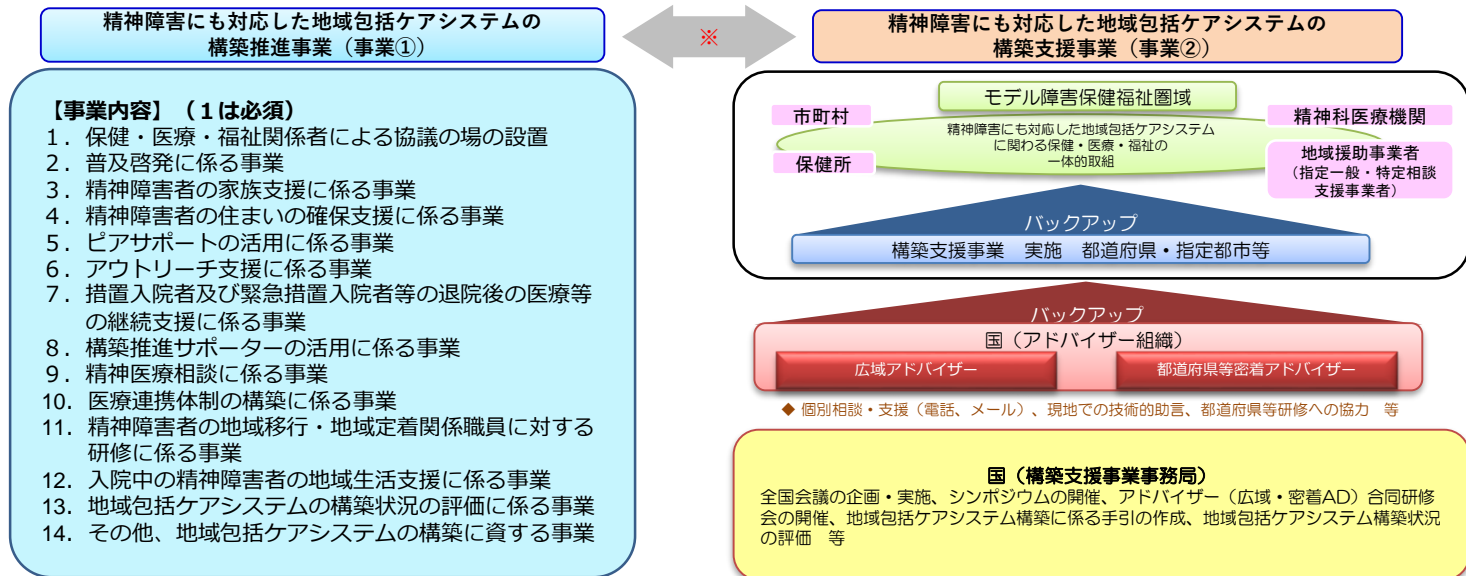 精神障害にも対応した地域包括ケアシステムの
構築推進事業（事業①）
【事業内容】（１は必須）
１．保健・医療・福祉関係者による協議の場の設置
２．普及啓発に係る事業
３．精神障害者の家族支援に係る事業
４．精神障害者の住まいの確保支援に係る事業
５．ピアサポートの活用に係る事業
６．アウトリーチ支援に係る事業
７．措置入院者及び緊急措置入院者等の退院後の医療等
の継続支援に係る事業
８．構築推進サポーターの活用に係る事業
９．精神医療相談に係る事業
10．医療連携体制の構築に係る事業
11．精神障害者の地域移行・地域定着関係職員に対する
研修に係る事業
12．入院中の精神障害者の地域生活支援に係る事業
13．地域包括ケアシステムの構築状況の評価に係る事業
14．その他、地域包括ケアシステムの構築に資する事業
※
精神障害にも対応した地域包括ケアシステムの
構築支援事業（事業②）
モデル障害保健福祉圏域
市町村
精神科医療機関
精神障害にも対応した地域包括ケアシステム
に関わる保健・医療・福祉の
一体的取組
保健所
地域援助事業者
（指定一般・特定相談
支援事業者）
バックアップ
構築支援事業　実施　都道府県・指定都市等
バックアップ
国（アドバイザー組織）
広域アドバイザー
都道府県等密着アドバイザー
◆ 個別相談・支援（電話、メール）、現地での技術的助言、都道府県等研修への協力　等
国（構築支援事業事務局）
全国会議の企画・実施、シンポジウムの開催、アドバイザー（広域・密着AD）合同研修
会の開催、地域包括ケアシステム構築に係る手引の作成、地域包括ケアシステム構築状況
の評価　等